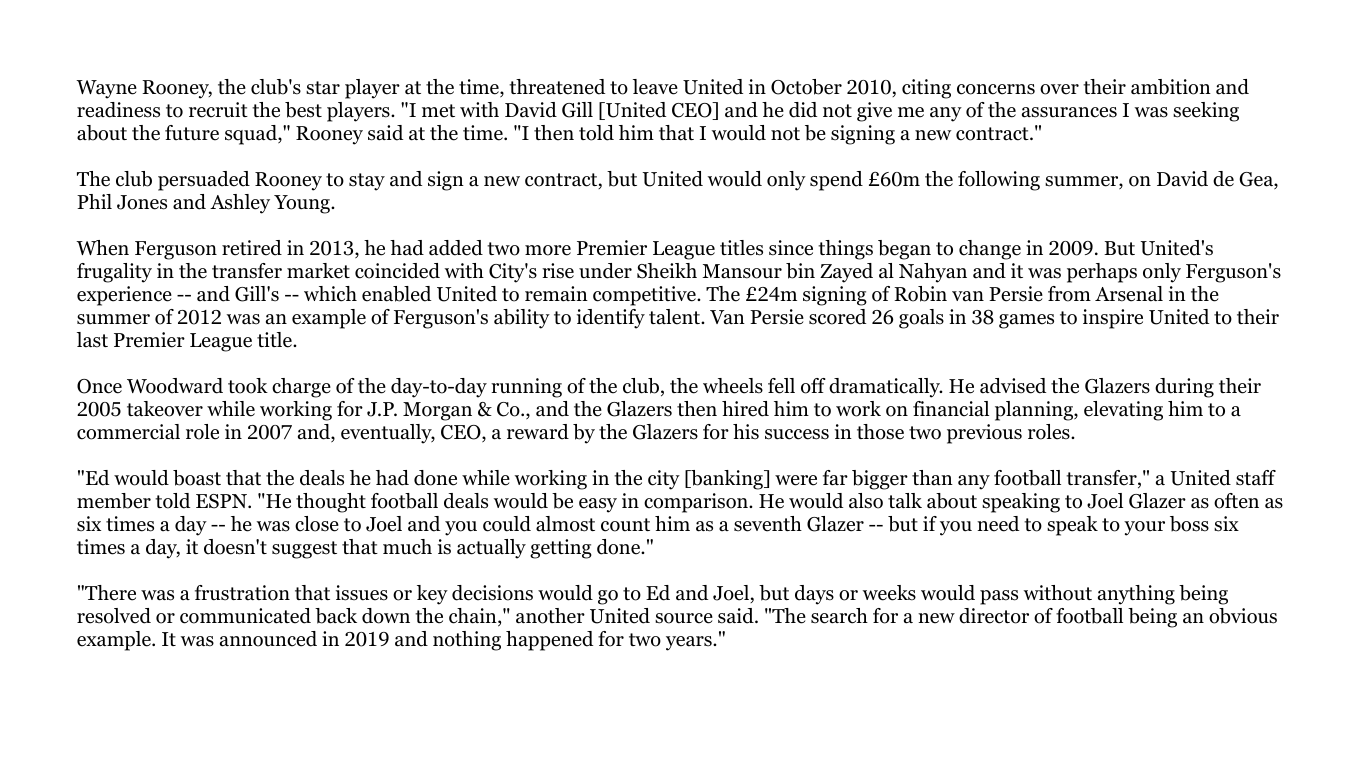 Wayne Rooney, the club's star player at the time, threatened to leave United in October 2010, citing concerns over their ambition and
readiness to recruit the best players. "I met with David Gill [United CEO] and he did not give me any of the assurances I was seeking
about the future squad," Rooney said at the time. "I then told him that I would not be signing a new contract."
The club persuaded Rooney to stay and sign a new contract, but United would only spend £60m the following summer, on David de Gea,
Phil Jones and Ashley Young.
When Ferguson retired in 2013, he had added two more Premier League titles since things began to change in 2009. But United's
frugality in the transfer market coincided with City's rise under Sheikh Mansour bin Zayed al Nahyan and it was perhaps only Ferguson's
experience -- and Gill's -- which enabled United to remain competitive. The £24m signing of Robin van Persie from Arsenal in the
summer of 2012 was an example of Ferguson's ability to identify talent. Van Persie scored 26 goals in 38 games to inspire United to their
last Premier League title.
Once Woodward took charge of the day-to-day running of the club, the wheels fell off dramatically. He advised the Glazers during their
2005 takeover while working for J.P. Morgan & Co., and the Glazers then hired him to work on financial planning, elevating him to a
commercial role in 2007 and, eventually, CEO, a reward by the Glazers for his success in those two previous roles.
"Ed would boast that the deals he had done while working in the city [banking] were far bigger than any football transfer," a United staff
member told ESPN. "He thought football deals would be easy in comparison. He would also talk about speaking to Joel Glazer as often as
six times a day -- he was close to Joel and you could almost count him as a seventh Glazer -- but if you need to speak to your boss six
times a day, it doesn't suggest that much is actually getting done."
"There was a frustration that issues or key decisions would go to Ed and Joel, but days or weeks would pass without anything being
resolved or communicated back down the chain," another United source said. "The search for a new director of football being an obvious
example. It was announced in 2019 and nothing happened for two years."